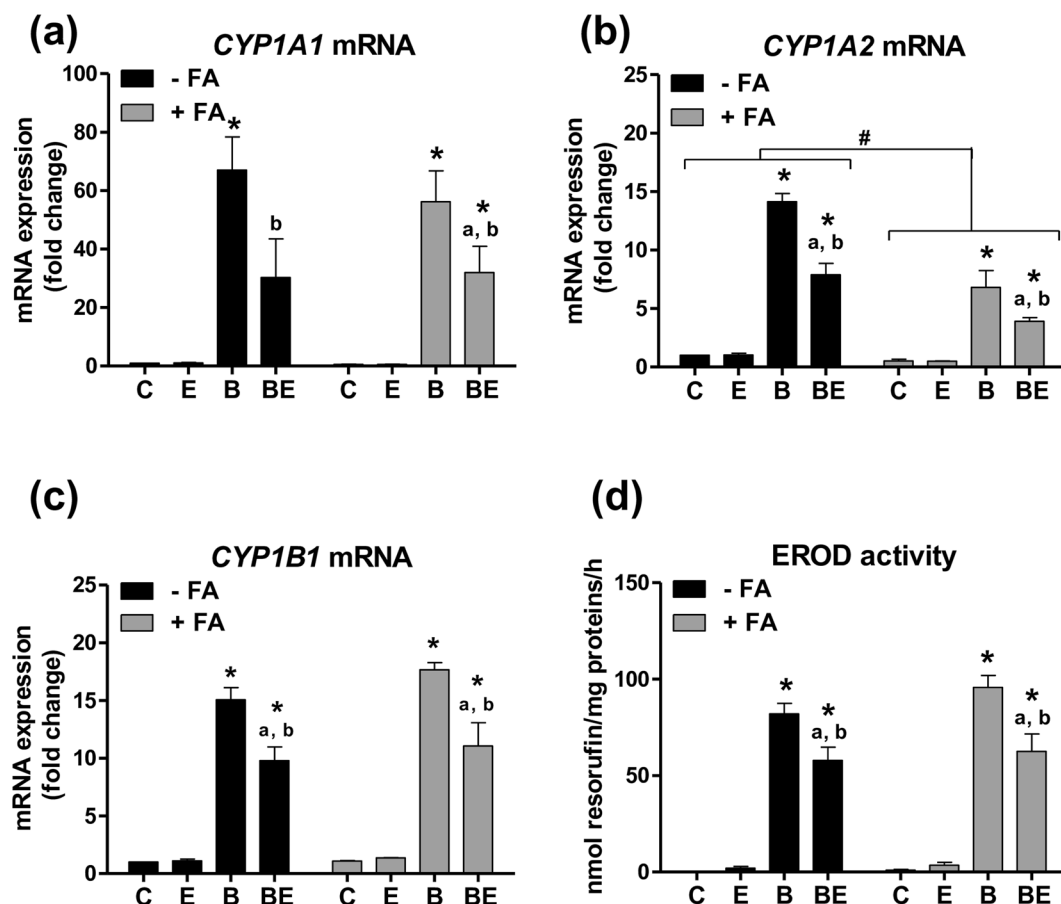 (a)
CYP1A1 mRNA
mRNA expression
(fold change)
100
80
60
40
20
0
- FA
+ FA
*
b
*
*
a, b
C E B BE C E B BE
(b)
CYP1A2 mRNA
mRNA expression
(fold change)
25
20
15
10
5
0
- FA
+ FA
#
*
*
a, b
*
*
a, b
C E B BE C E B BE
(c)
CYP1B1 mRNA
mRNA expression
(fold change)
25
20
15
10
5
0
- FA
+ FA
*
*
a, b
*
*
a, b
C E B BE C E B BE
(d)
EROD activity
nmol resorufin/mg proteins/h
150
100
50
0
- FA
+ FA
*
*
a, b
*
*
a, b
C E B BE C E B BE